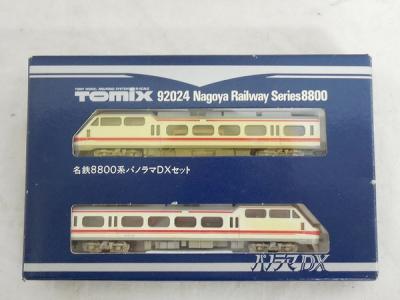 TOMIX 92024 Nagoya Railway Series8800
名鉄8800系パノラマDXセット
パノラマDX